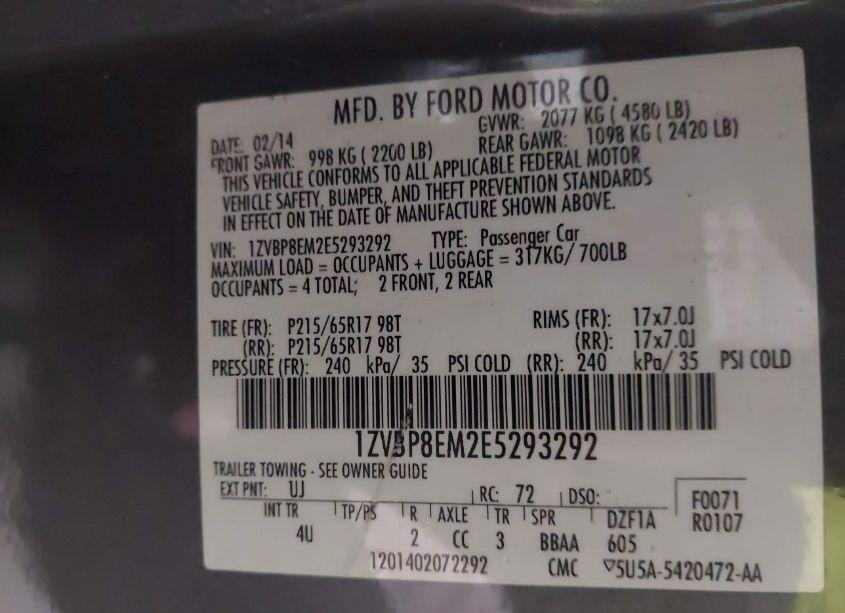 MFD. BY FORD MOTOR CO.
DATE: 02/14 GVWR: 2077 KG ( 4580 LB)
FRONT GAWR: 998 KG ( 2200 LB) REAR GAWR: 1098 KG ( 2420 LB)
THIS VEHICLE CONFORMS TO ALL APPLICABLE FEDERAL MOTOR
VEHICLE SAFETY, BUMPER, AND THEFT PREVENTION STANDARDS
IN EFFECT ON THE DATE OF MANUFACTURE SHOWN ABOVE.
VIN: 1ZVBP8EM2E5293292 TYPE: Passenger Car
MAXIMUM LOAD = OCCUPANTS + LUGGAGE = 317KG/ 700LB
OCCUPANTS = 4 TOTAL; 2 FRONT, 2 REAR
TIRE (FR): P215/65R17 98T RIMS (FR): 17x7.0J
(RR): P215/65R17 98T (RR): 17x7.0J
PRESSURE (FR): 240 kPa/ 35 PSI COLD (RR): 240 kPa/ 35 PSI COLD
1ZVBP8EM2E5293292
TRAILER TOWING - SEE OWNER GUIDE
EXT PNT: UJ RC: 72 DSO: F0071
INT TR TP/PS R AXLE TR SPR DZF1A R0107
4U 2 CC 3 BBAA 605
1201402072292 CMC ▽5U5A-5420472-AA